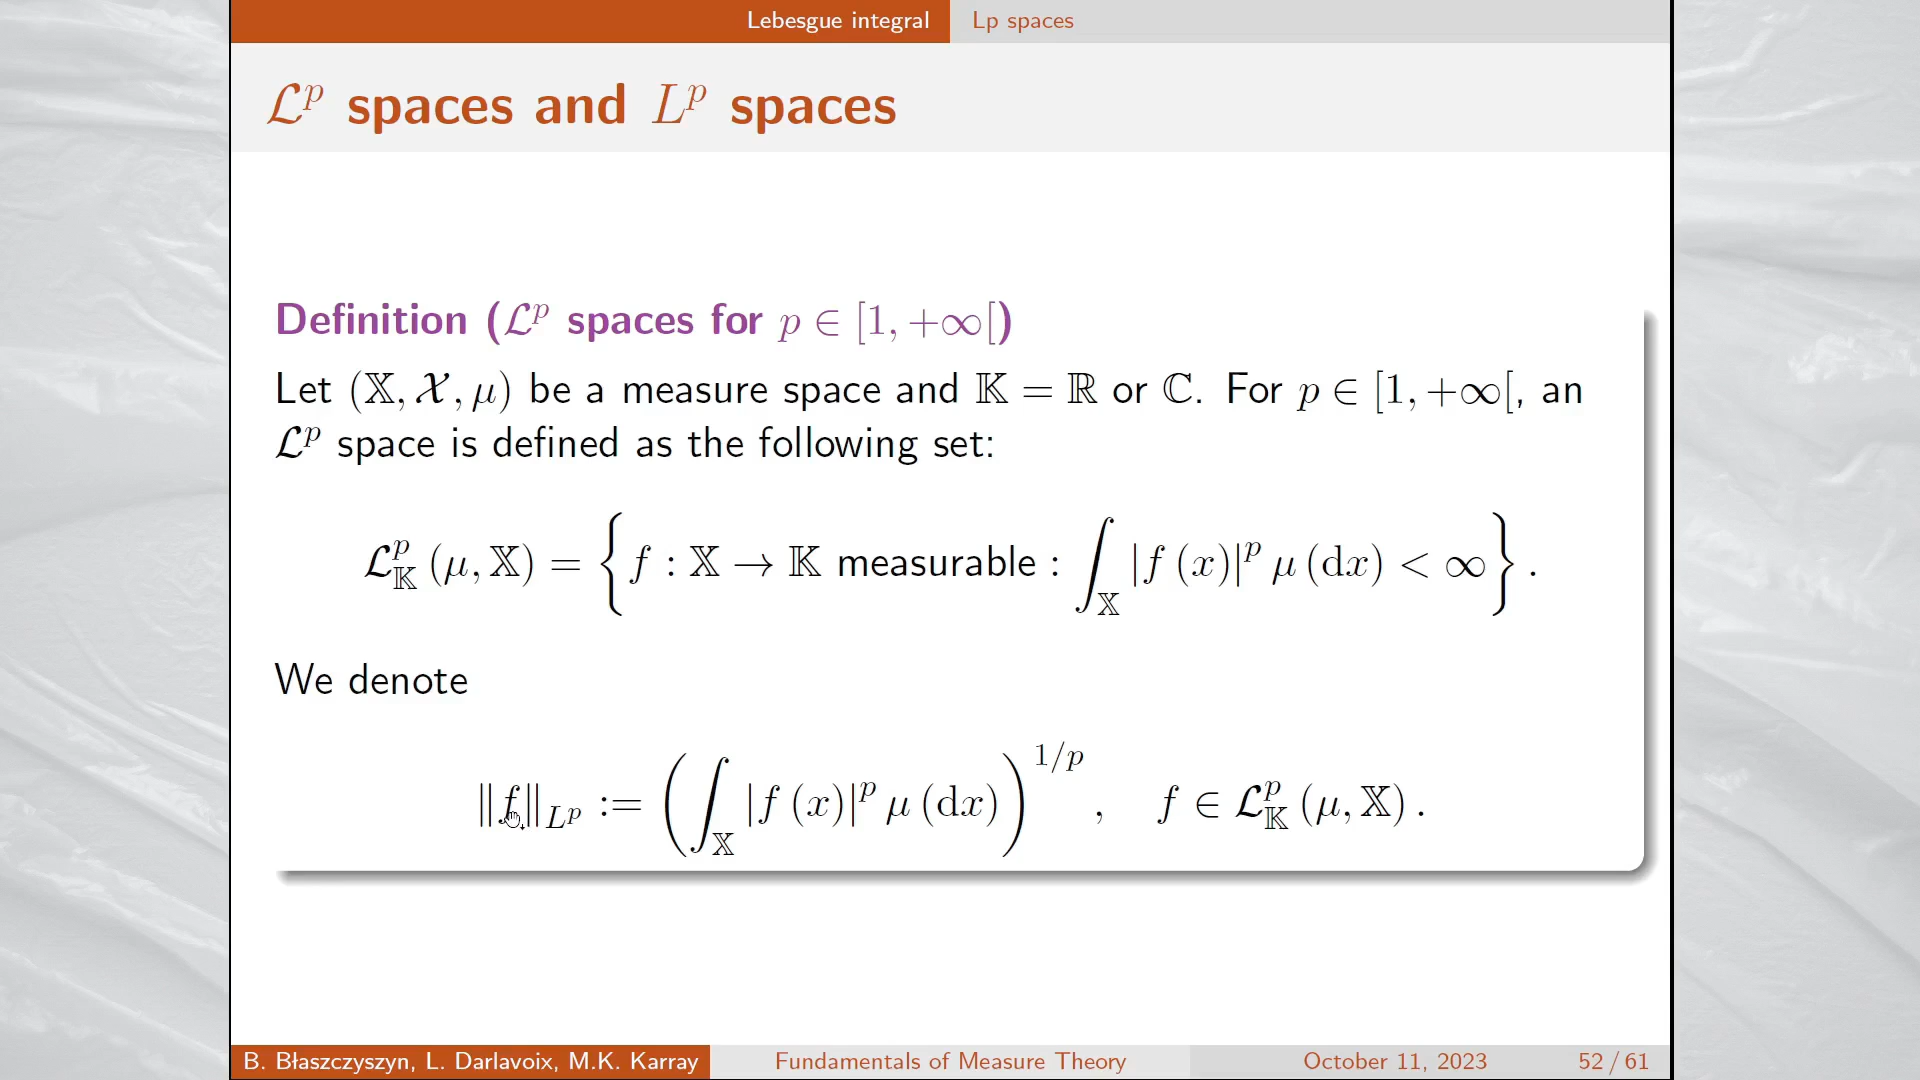 Lebesgue integral Lp spaces
ℒ^p spaces and L^p spaces
Definition (ℒ^p spaces for p ∈ [1, +∞[)
Let (𝕏, 𝒳, μ) be a measure space and 𝕂 = ℝ or ℂ. For p ∈ [1, +∞[, an
ℒ^p space is defined as the following set:
ℒ^p_𝕂 (μ, 𝕏) = { f : 𝕏 → 𝕂 measurable : ∫_𝕏 |f (x)|^p μ (dx) < ∞ } .
We denote
‖f‖_{L^p} := ( ∫_𝕏 |f (x)|^p μ (dx) )^{1/p} , f ∈ ℒ^p_𝕂 (μ, 𝕏) .
B. Błaszczyszyn, L. Darlavoix, M.K. Karray Fundamentals of Measure Theory October 11, 2023 52 / 61